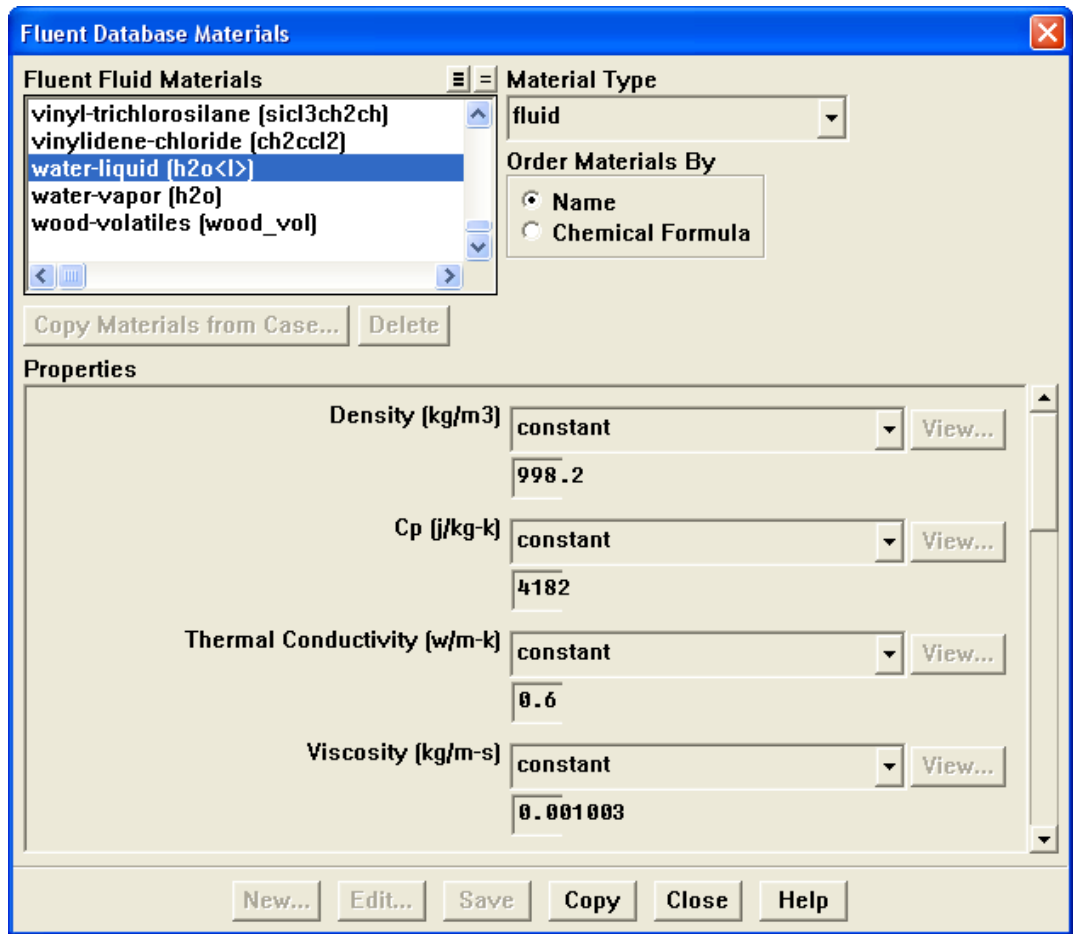 Fluent Database Materials
Fluent Fluid Materials
vinyl-trichlorosilane (sicl3ch2ch)
vinylidene-chloride (ch2ccl2)
water-liquid (h2o<l>)
water-vapor (h2o)
wood-volatiles (wood_vol)
Material Type
fluid
Order Materials By
Name
Chemical Formula
Copy Materials from Case... Delete
Properties
Density (kg/m3) constant View...
998.2
Cp (j/kg-k) constant View...
4182
Thermal Conductivity (w/m-k) constant View...
0.6
Viscosity (kg/m-s) constant View...
0.001003
New... Edit... Save Copy Close Help